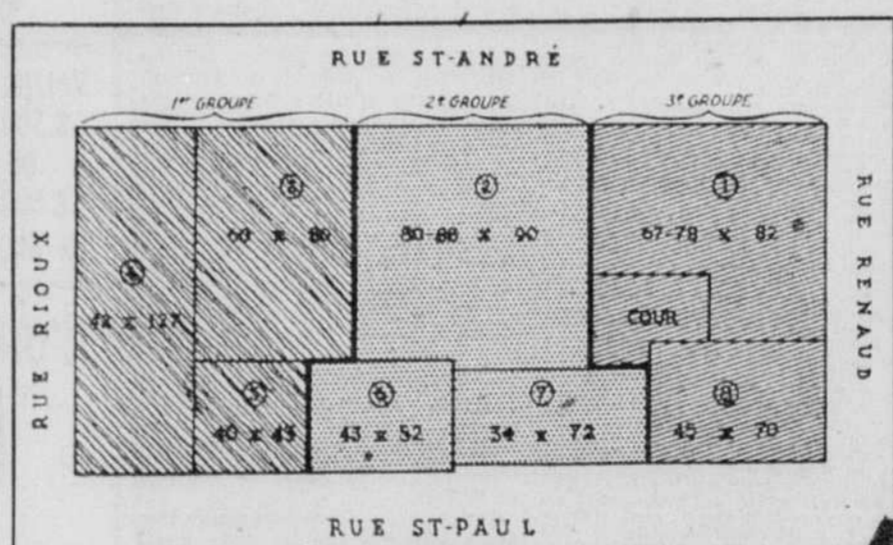 RUE ST-ANDRÉ
1er GROUPE 2e GROUPE 3e GROUPE
③ ② ①
60 x 80 80-88 x 90 67-78 x 82
④
42 x 127
RUE RIOUX
RUE RENAUD
COUR
⑤ ⑥ ⑦ ⑧
40 x 45 43 x 52 34 x 72 45 x 70
RUE ST-PAUL